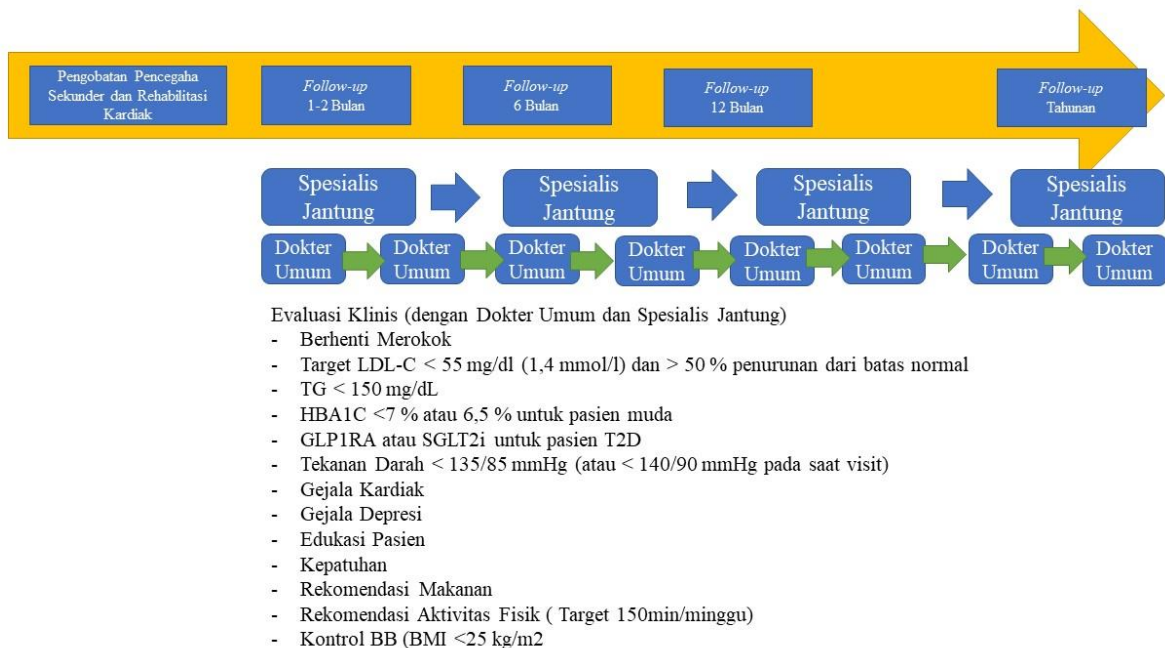 Pengobatan Pencegaha
Sekunder dan Rehabilitasi
Kardiak
Follow-up
1-2 Bulan
Follow-up
6 Bulan
Follow-up
12 Bulan
Follow-up
Tahunan
Spesialis
Jantung
Spesialis
Jantung
Spesialis
Jantung
Spesialis
Jantung
Dokter
Umum
Dokter
Umum
Dokter
Umum
Dokter
Umum
Dokter
Umum
Dokter
Umum
Dokter
Umum
Dokter
Umum
Evaluasi Klinis (dengan Dokter Umum dan Spesialis Jantung)
- Berhenti Merokok
- Target LDL-C < 55 mg/dl (1,4 mmol/l) dan > 50 % penurunan dari batas normal
- TG < 150 mg/dL
- HBA1C <7 % atau 6,5 % untuk pasien muda
- GLP1RA atau SGLT2i untuk pasien T2D
- Tekanan Darah < 135/85 mmHg (atau < 140/90 mmHg pada saat visit)
- Gejala Kardiak
- Gejala Depresi
- Edukasi Pasien
- Kepatuhan
- Rekomendasi Makanan
- Rekomendasi Aktivitas Fisik ( Target 150min/minggu)
- Kontrol BB (BMI <25 kg/m2